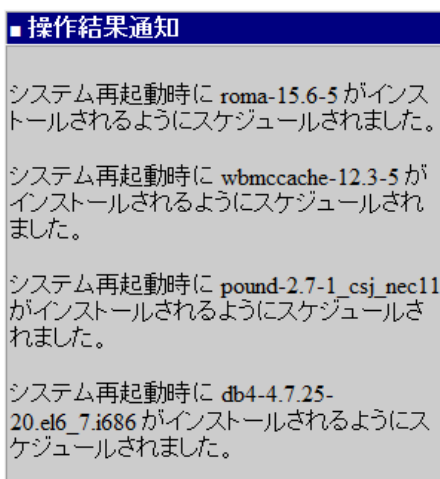 ■ 操作結果通知
システム再起動時に roma-15.6-5 がインス
トールされるようにスケジュールされました。
システム再起動時に wbmccache-12.3-5 が
インストールされるようにスケジュールされ
ました。
システム再起動時に pound-2.7-1_csj_nec11
がインストールされるようにスケジュールさ
れました。
システム再起動時に db4-4.7.25-
20.el6_7.i686 がインストールされるようにス
ケジュールされました。